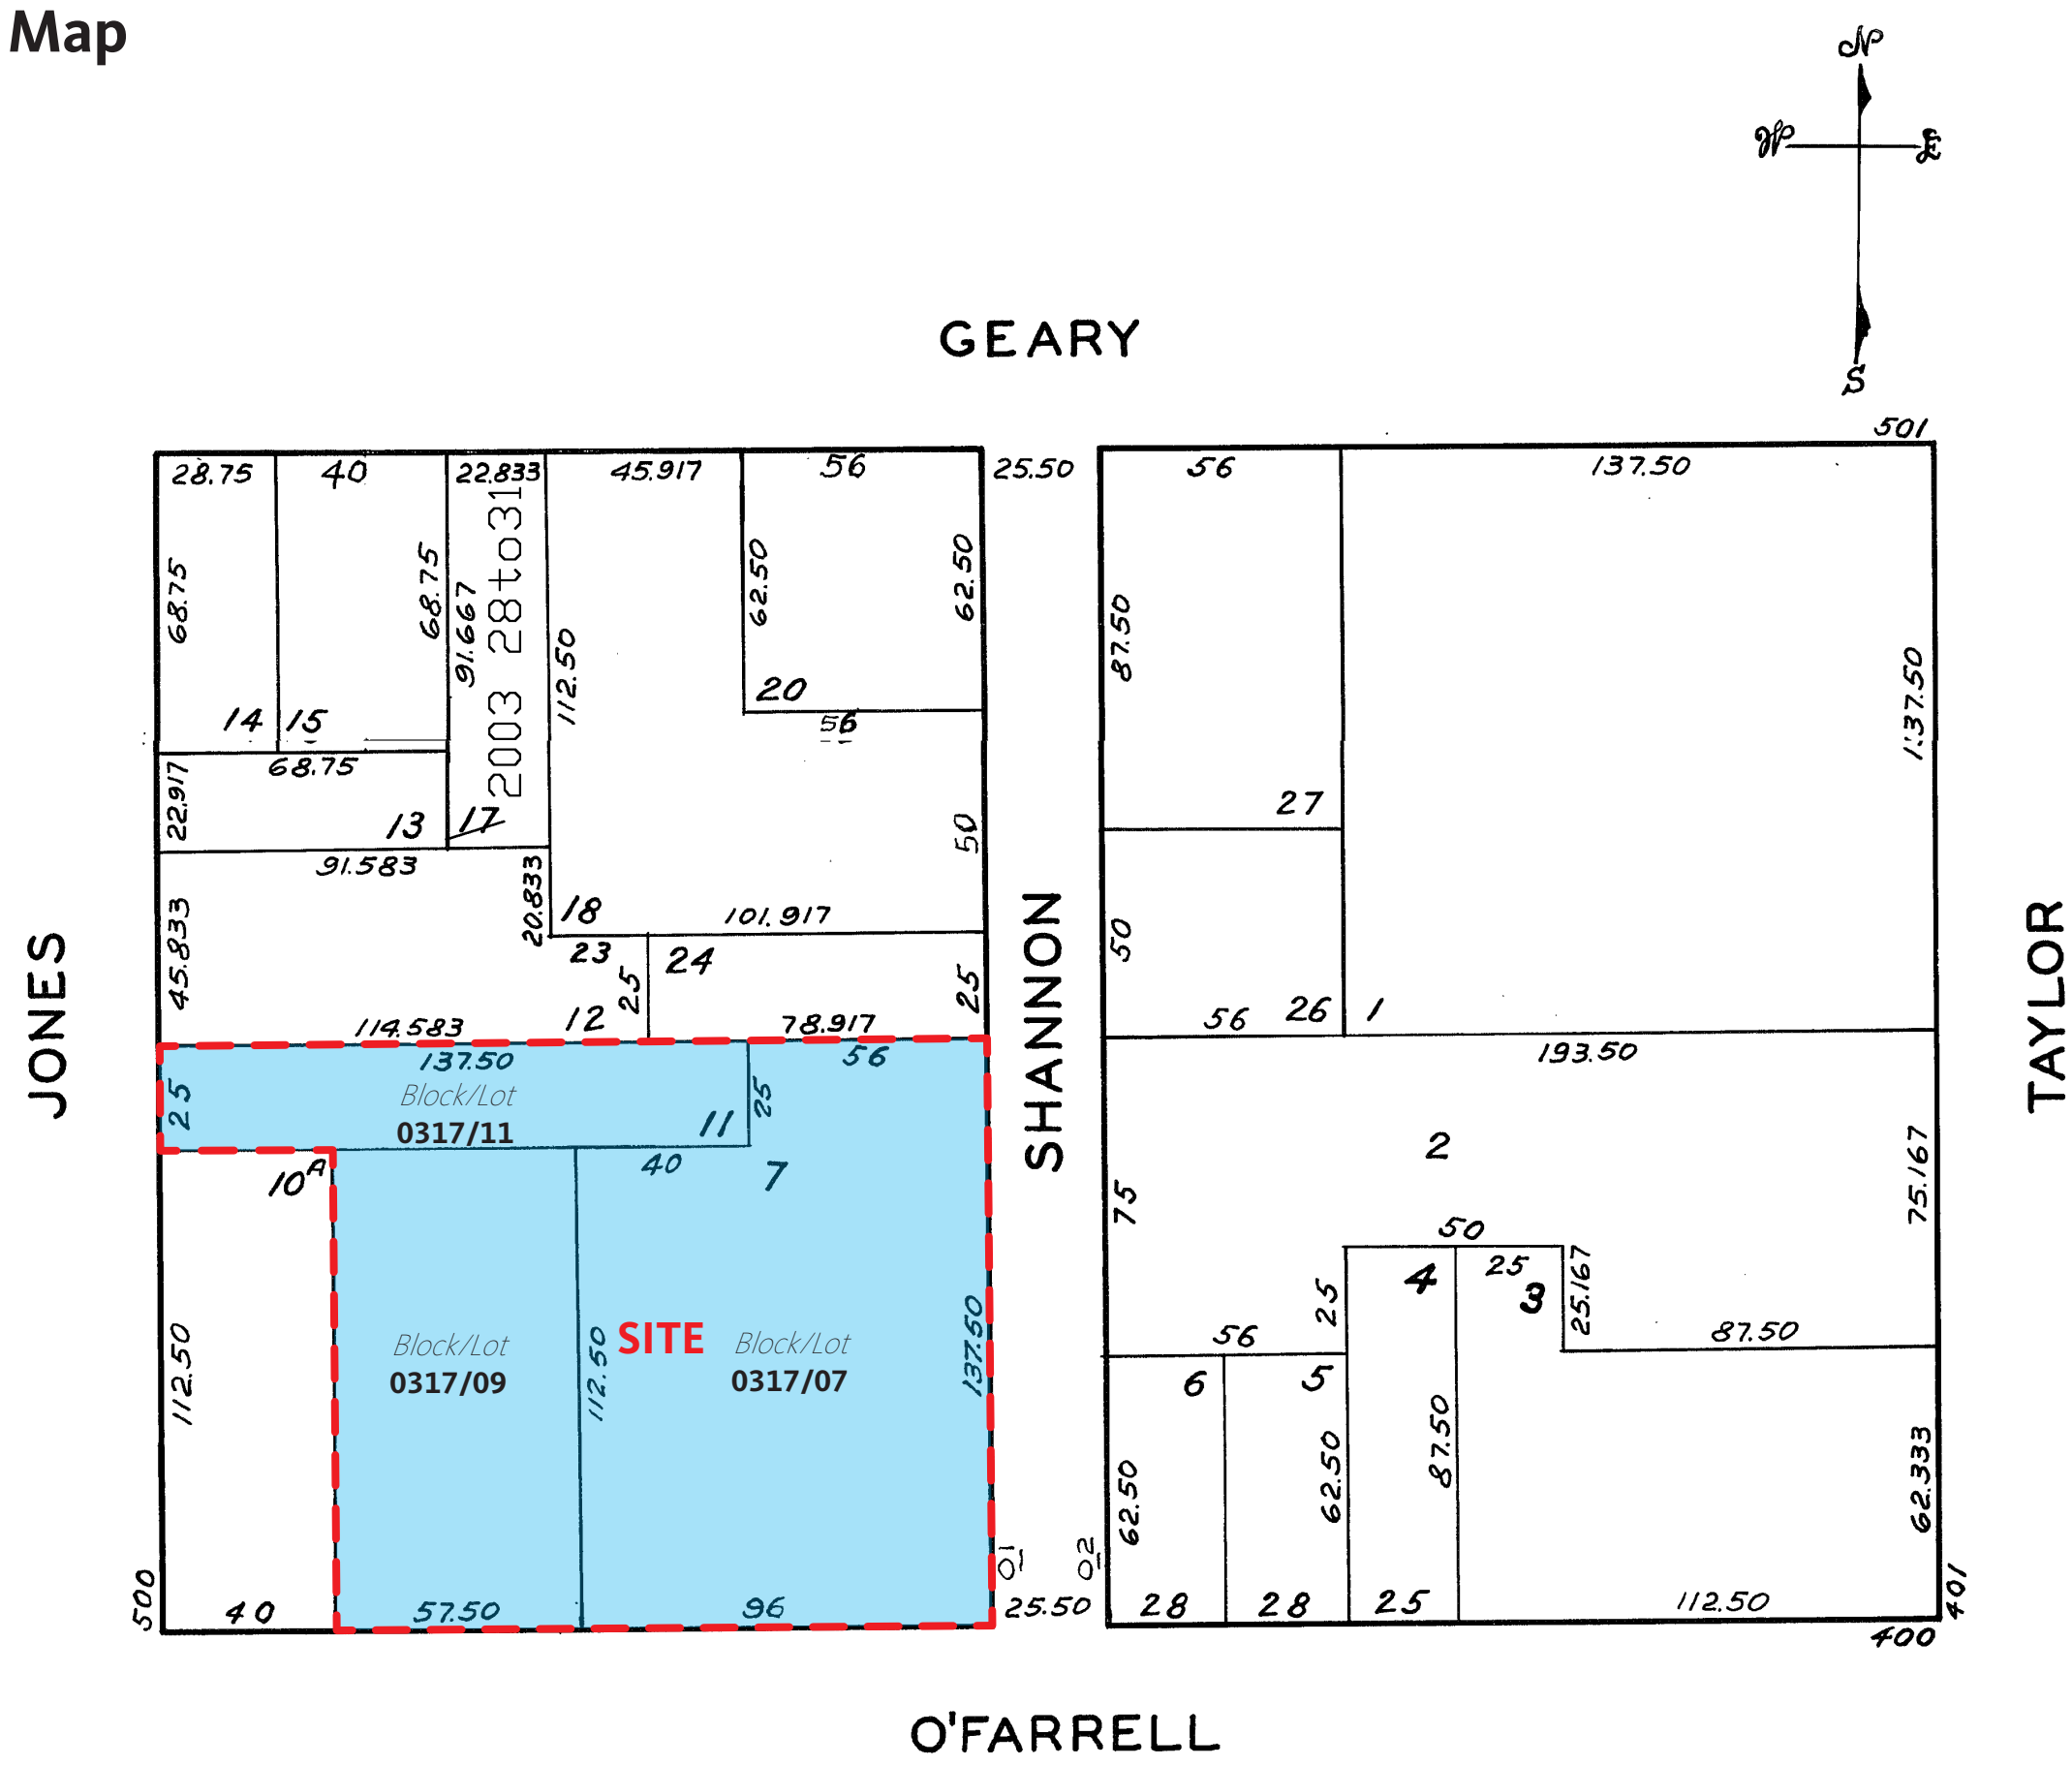 Map
N
W E
S
GEARY
501
28.75 40 22.833 45.917 56 25.50 56 137.50
68.75 68.75 91.667 2003 28to31 112.50 62.50 62.50 87.50 137.50
14 15 20
56
68.75
22.917 13 17 50 27
91.583
45.833 20.833 18 101.917 50
23 24
25 25
114.583 12 78.917 56 26 1
137.50 56 193.50
JONES SHANNON TAYLOR
25 Block/Lot 25
0317/11 11
10A 40 7 2
75 75.167
50
25 4 25 3 25.167
56 87.50
112.50 Block/Lot 112.50 SITE Block/Lot 137.50
0317/09 0317/07
6 5
62.50 62.50 87.50 62.333
01 02
500 40 57.50 96 25.50 28 28 25 112.50 401
400
O'FARRELL